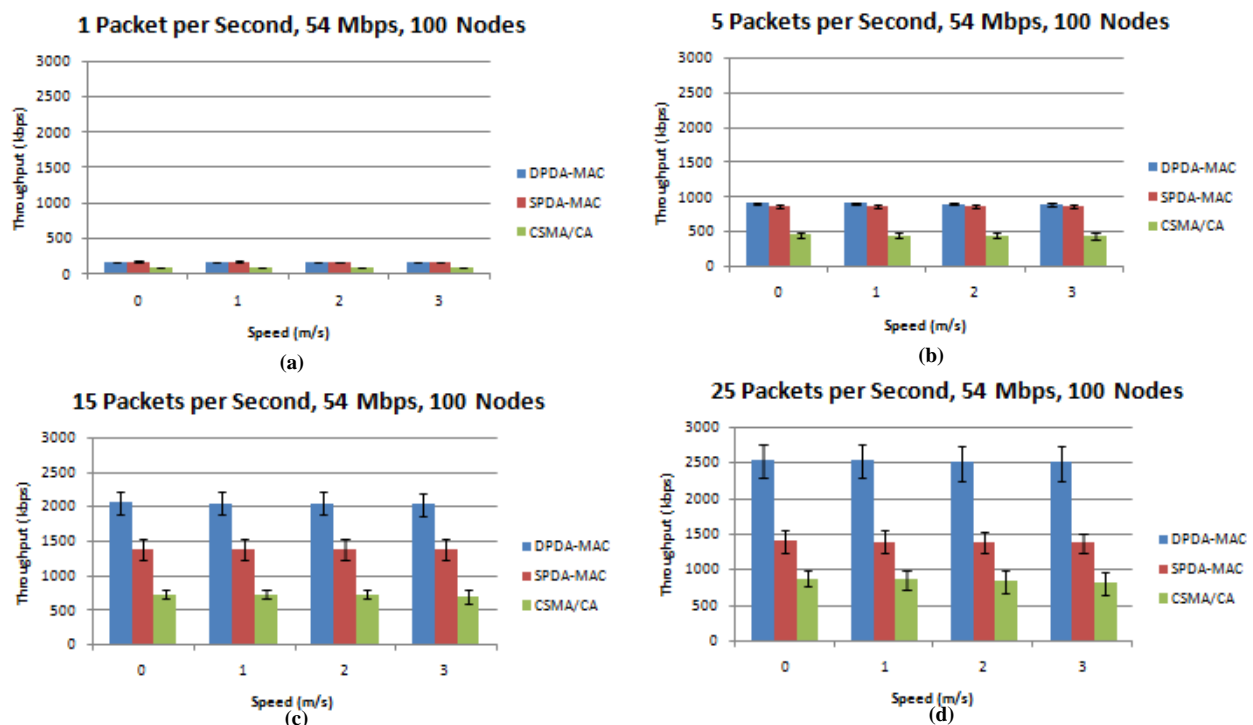 1 Packet per Second, 54 Mbps, 100 Nodes
3000
2500
2000
1500
1000
500
0
Throughput (kbps)
0 1 2 3
Speed (m/s)
DPDA-MAC
SPDA-MAC
CSMA/CA
(a)
5 Packets per Second, 54 Mbps, 100 Nodes
3000
2500
2000
1500
1000
500
0
Throughput (kbps)
0 1 2 3
Speed (m/s)
DPDA-MAC
SPDA-MAC
CSMA/CA
(b)
15 Packets per Second, 54 Mbps, 100 Nodes
3000
2500
2000
1500
1000
500
0
Throughput (kbps)
0 1 2 3
Speed (m/s)
DPDA-MAC
SPDA-MAC
CSMA/CA
(c)
25 Packets per Second, 54 Mbps, 100 Nodes
3000
2500
2000
1500
1000
500
0
Throughput (kbps)
0 1 2 3
Speed (m/s)
DPDA-MAC
SPDA-MAC
CSMA/CA
(d)